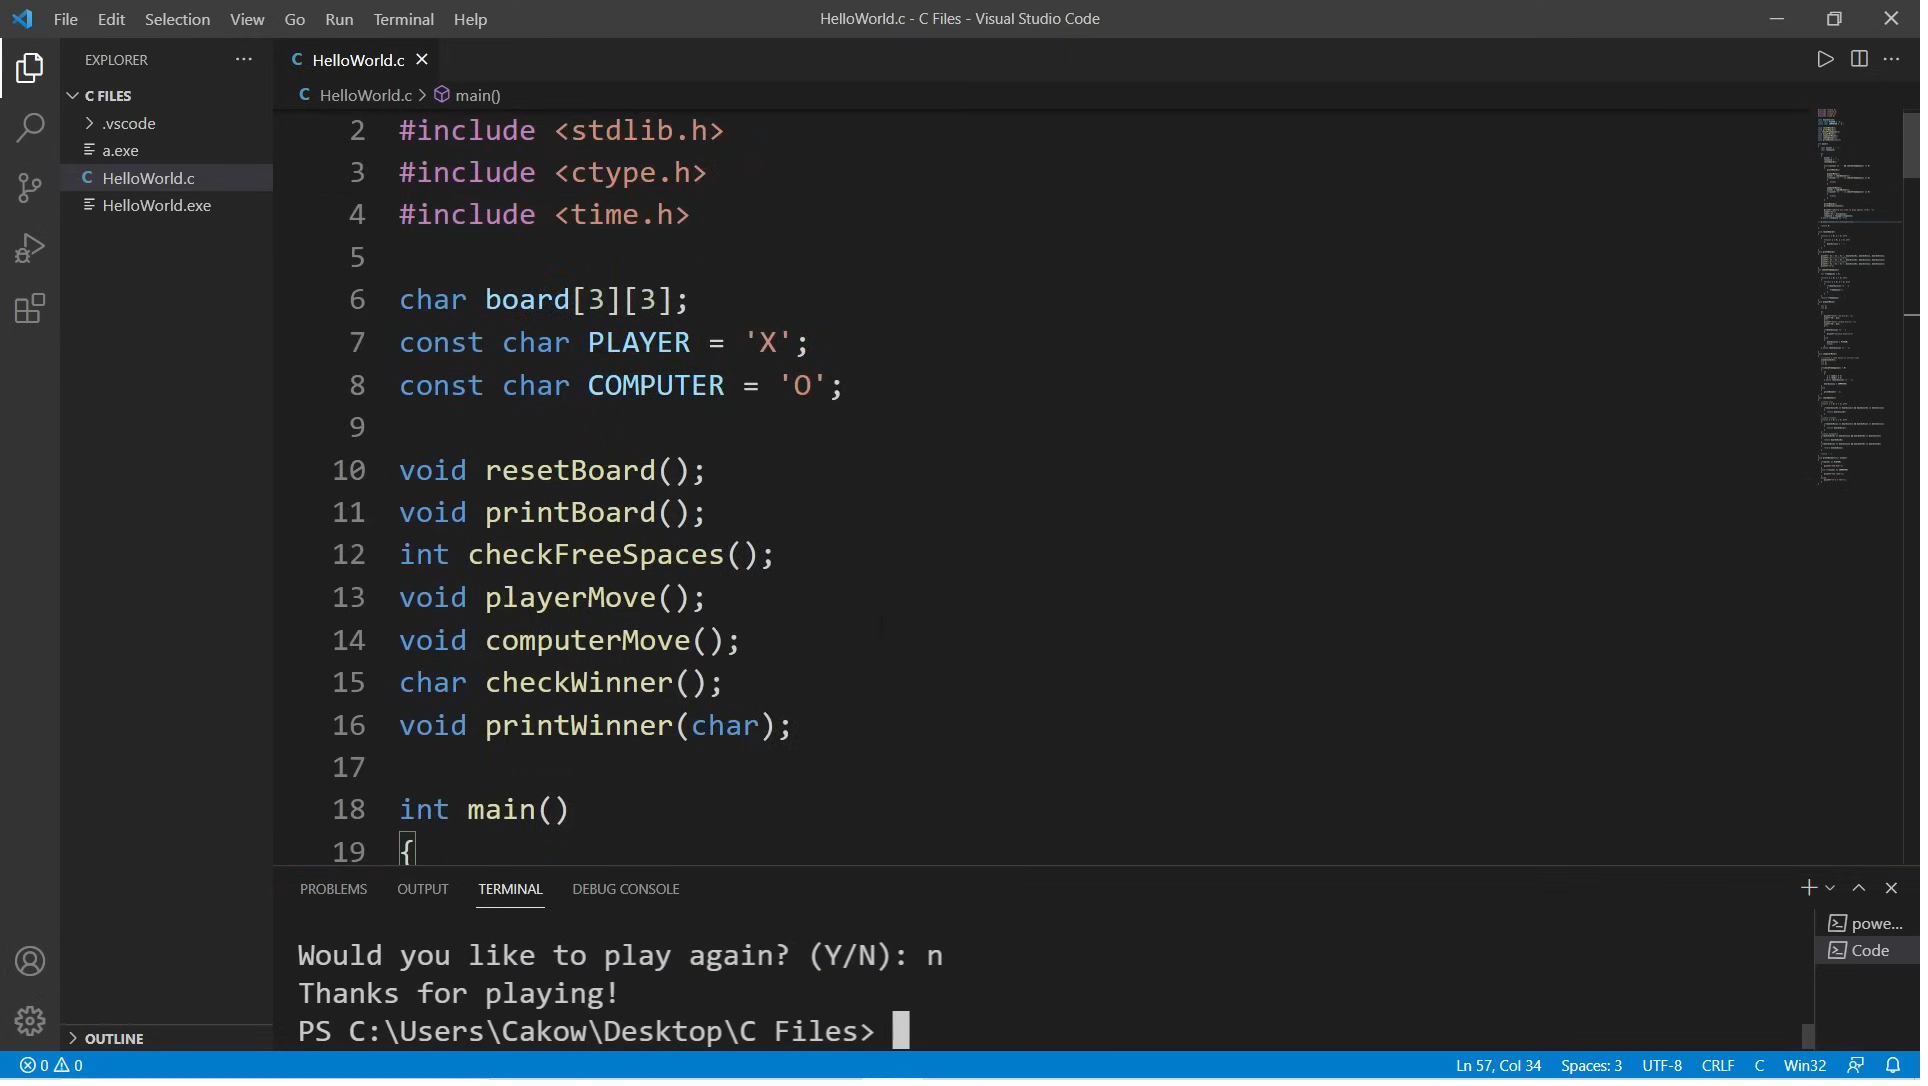 File Edit Selection View Go Run Terminal Help HelloWorld.c - C Files - Visual Studio Code
EXPLORER
C FILES
.vscode
a.exe
C HelloWorld.c
HelloWorld.exe
OUTLINE
C HelloWorld.c
C HelloWorld.c > main()
2 #include <stdlib.h>
3 #include <ctype.h>
4 #include <time.h>
5
6 char board[3][3];
7 const char PLAYER = 'X';
8 const char COMPUTER = 'O';
9
10 void resetBoard();
11 void printBoard();
12 int checkFreeSpaces();
13 void playerMove();
14 void computerMove();
15 char checkWinner();
16 void printWinner(char);
17
18 int main()
19 {
PROBLEMS OUTPUT TERMINAL DEBUG CONSOLE
Would you like to play again? (Y/N): n
Thanks for playing!
PS C:\Users\Cakow\Desktop\C Files>
powe...
Code
0 0 Ln 57, Col 34 Spaces: 3 UTF-8 CRLF C Win32